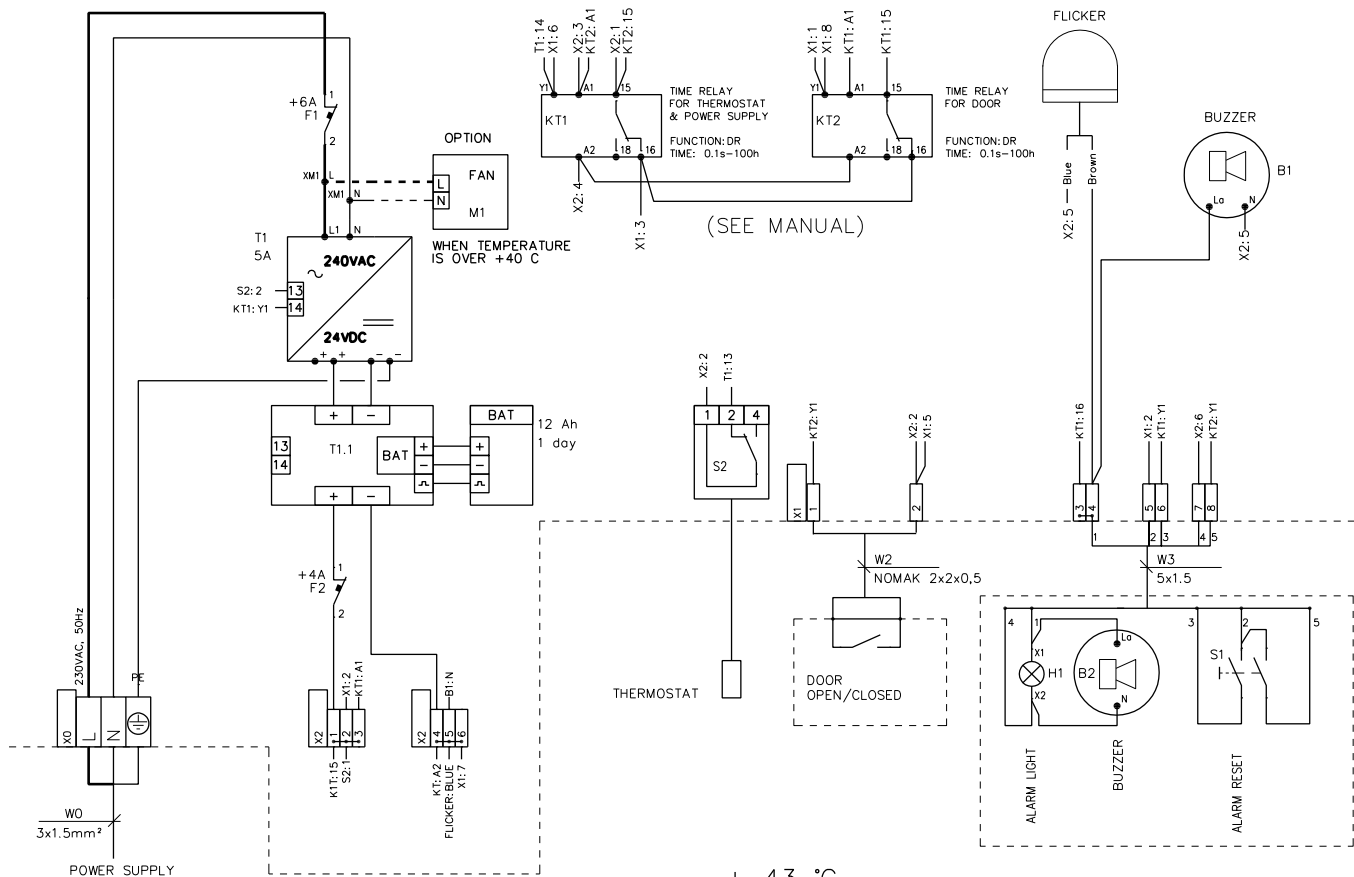 FLICKER
T1:14
X1:6
X2:3
KT2:A1
X2:1
KT2:15
X1:1
X1:8
KT1:A1
KT1:15
Y1
A1
15
KT1
A2
18
16
TIME RELAY
FOR THERMOSTAT
& POWER SUPPLY
FUNCTION:DR
TIME: 0.1s-100h
Y1
A1
15
KT2
A2
18
16
TIME RELAY
FOR DOOR
FUNCTION:DR
TIME: 0.1s-100h
X2:4
X1:3
(SEE MANUAL)
+6A
F1
1
2
OPTION
XM1
L
XM1
N
L
N
FAN
M1
WHEN TEMPERATURE
IS OVER +40 C
Blue
Brown
X2:5
BUZZER
B1
La
N
X2:5
T1
5A
L1
N
240VAC
S2:2
13
KT1:Y1
14
24VDC
+
+
-
-
+
-
13
14
T1.1
BAT
+
-
+
-
BAT
+
-
12 Ah
1 day
X2:2
T1:13
1
2
4
S2
THERMOSTAT
KT2:Y1
X1
1
X2:2
X1:5
2
W2
NOMAK 2x2x0,5
DOOR
OPEN/CLOSED
KT1:16
X1:2
KT1:Y1
X2:6
KT2:Y1
3
4
5
6
7
8
1
2
3
4
5
W3
5x1.5
4
1
3
2
5
X1
H1
X2
B2
La
N
S1
ALARM LIGHT
BUZZER
ALARM RESET
+4A
F2
1
2
230VAC, 50Hz
PE
X0
L
N
X1:2
KT1:A1
X2
1
2
3
K1T:15
S2:1
B1:N
X2
4
5
6
KT:A2
FLICKER:BLUE
X1:7
W0
3x1.5mm²
POWER SUPPLY